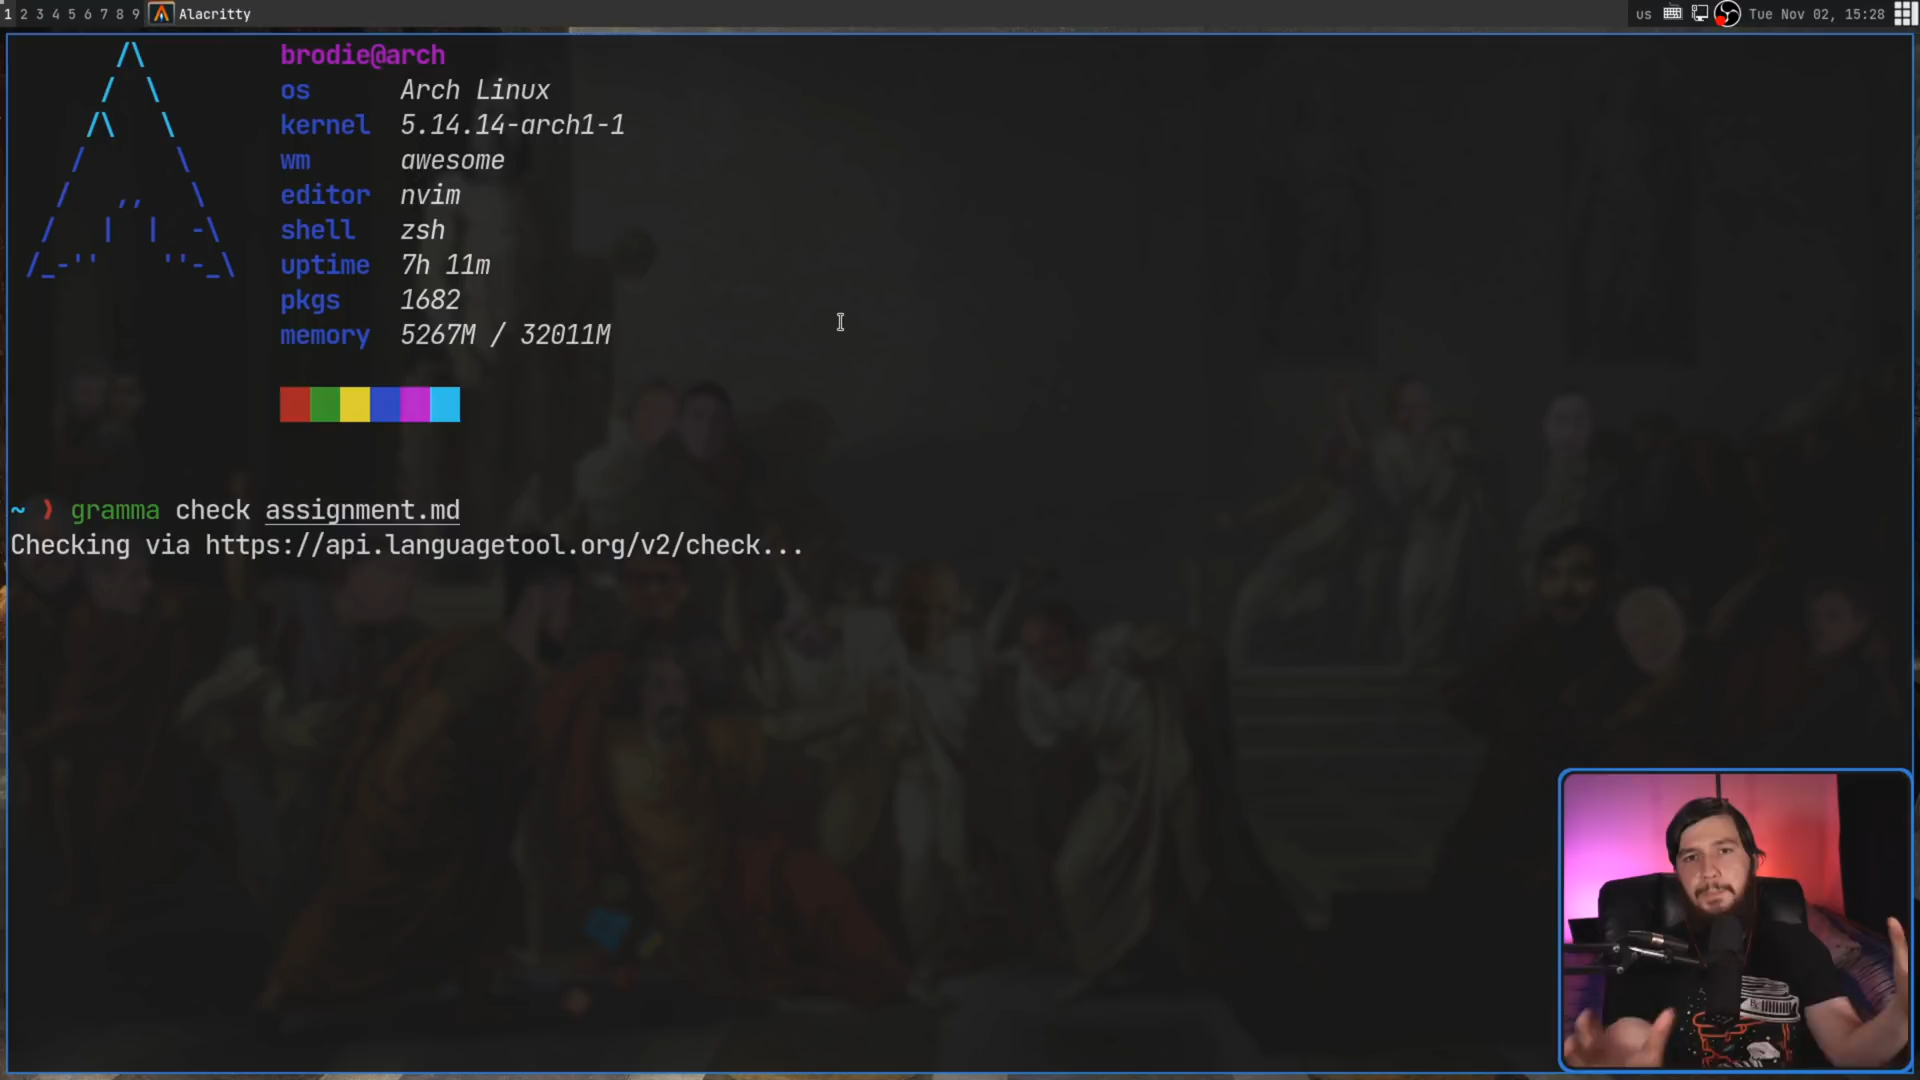 1 2 3 4 5 6 7 8 9 Alacritty us Tue Nov 02, 15:28
brodie@arch
os Arch Linux
kernel 5.14.14-arch1-1
wm awesome
editor nvim
shell zsh
uptime 7h 11m
pkgs 1682
memory 5267M / 32011M
~ ❯ gramma check assignment.md
Checking via https://api.languagetool.org/v2/check...